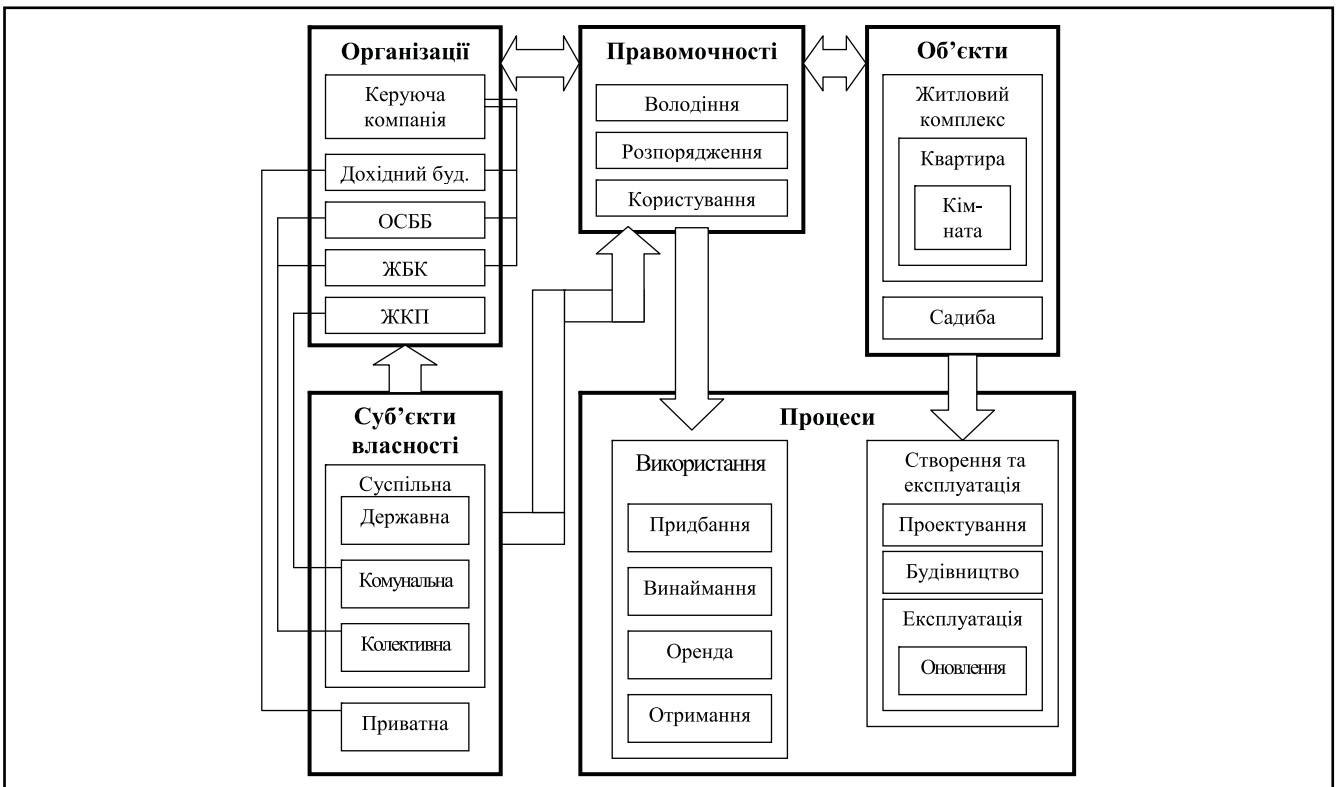 Організації
Керуюча
компанія
Дохідний буд.
ОСББ
ЖБК
ЖКП
Правомочності
Володіння
Розпорядження
Користування
Об’єкти
Житловий
комплекс
Квартира
Кім-
ната
Садиба
Суб’єкти
власності
Суспільна
Державна
Комунальна
Колективна
Приватна
Процеси
Використання
Придбання
Винаймання
Оренда
Отримання
Створення та
експлуатація
Проектування
Будівництво
Експлуатація
Оновлення